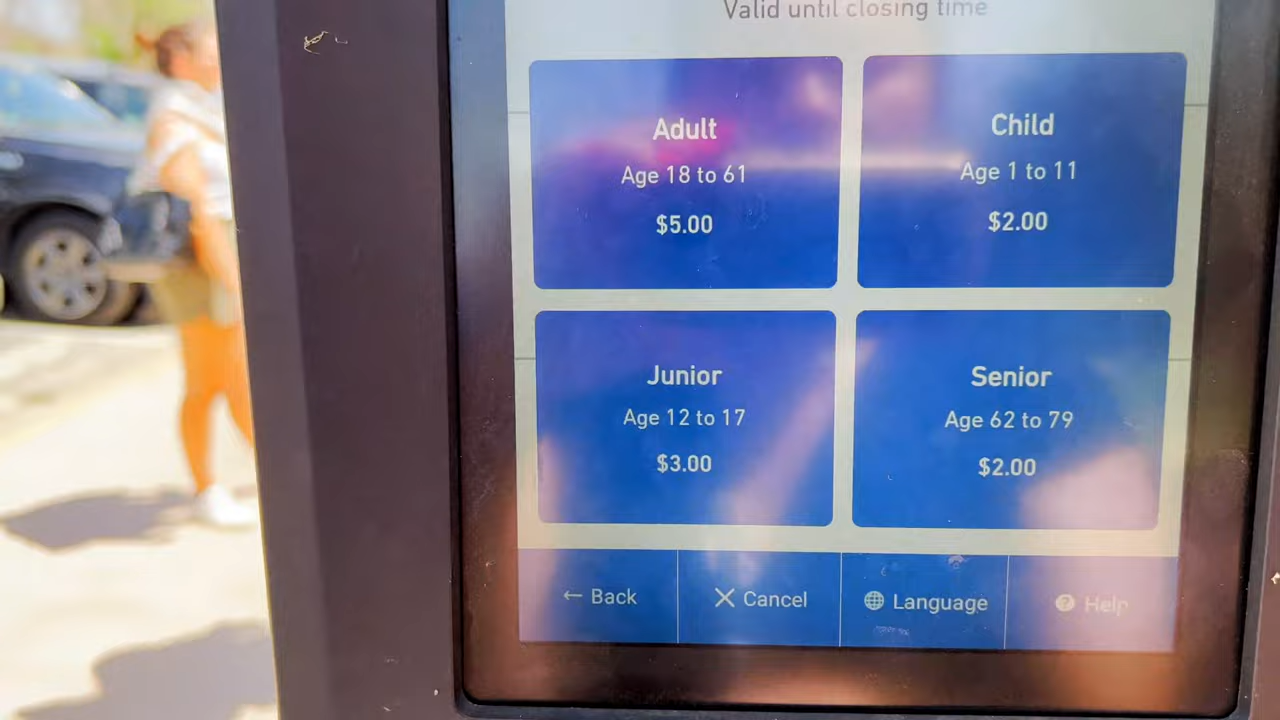 Valid until closing time
Adult
Age 18 to 61
$5.00
Child
Age 1 to 11
$2.00
Junior
Age 12 to 17
$3.00
Senior
Age 62 to 79
$2.00
← Back
Cancel
Language
Help